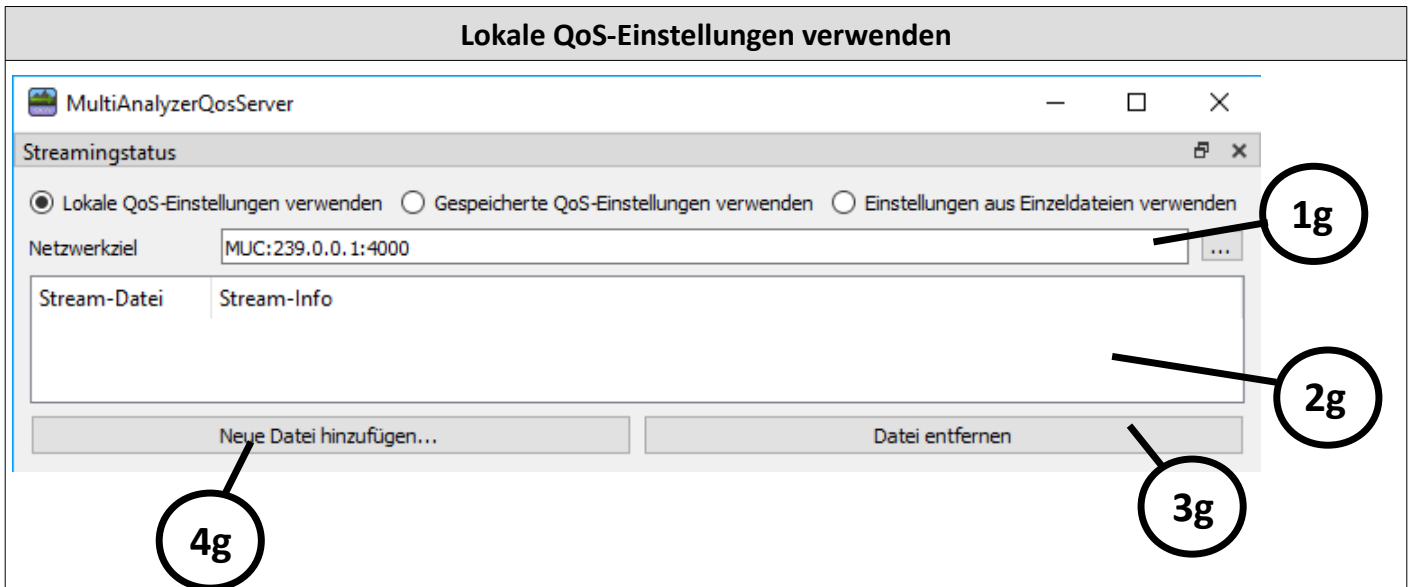 Lokale QoS-Einstellungen verwenden
MultiAnalyzerQosServer
Streamingstatus
Lokale QoS-Einstellungen verwenden Gespeicherte QoS-Einstellungen verwenden Einstellungen aus Einzeldateien verwenden
1g
Netzwerkziel MUC:239.0.0.1:4000 ...
Stream-Datei Stream-Info
2g
Neue Datei hinzufügen... Datei entfernen
3g
4g